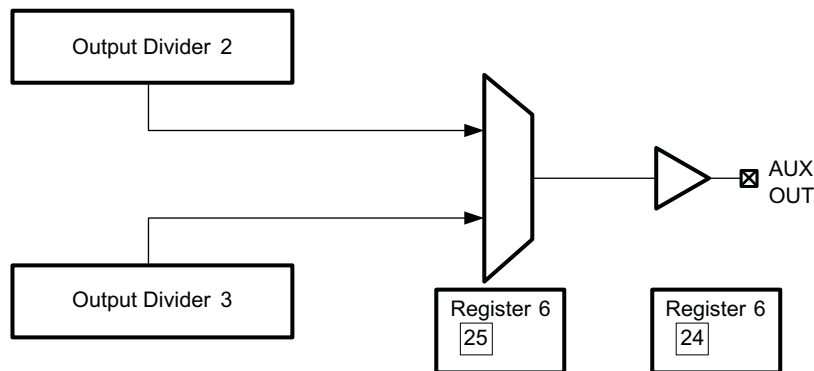 Output Divider 2
AUX
OUT
Output Divider 3
Register 6
25
Register 6
24